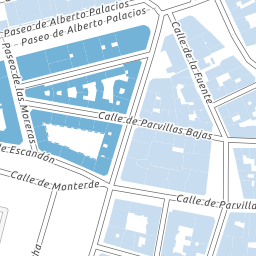 Paseo de Alberto Palacios
Paseo de Alberto Palacios
Calle de la Fuente
Paseo de las Moreras
Calle de Parvillas Bajas
de Escandón
Calle de Monterde
Calle de Parvilla
ha